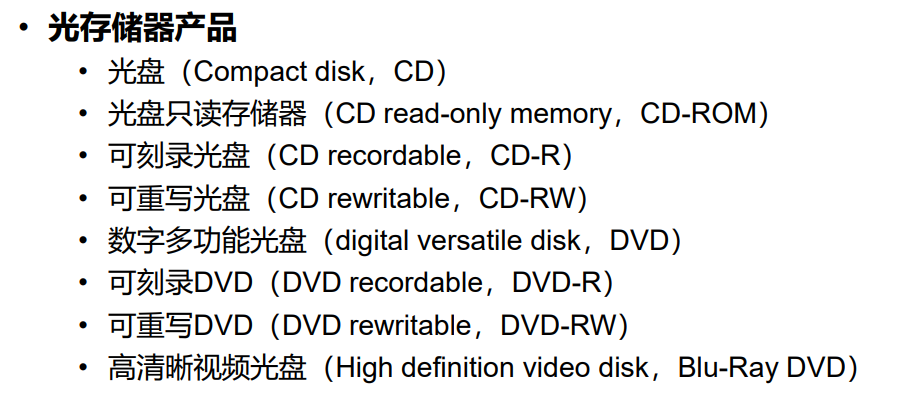 • 光存储器产品
• 光盘（Compact disk，CD）
• 光盘只读存储器（CD read-only memory，CD-ROM）
• 可刻录光盘（CD recordable，CD-R）
• 可重写光盘（CD rewritable，CD-RW）
• 数字多功能光盘（digital versatile disk，DVD）
• 可刻录DVD（DVD recordable，DVD-R）
• 可重写DVD（DVD rewritable，DVD-RW）
• 高清晰视频光盘（High definition video disk，Blu-Ray DVD）